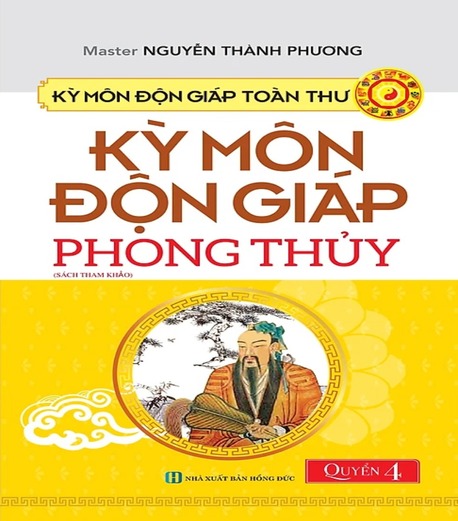 Master NGUYỄN THÀNH PHƯƠNG
KỲ MÔN ĐỘN GIÁP TOÀN THƯ
KỲ MÔN
ĐỘN GIÁP
PHONG THỦY
(SÁCH THAM KHẢO)
NHÀ XUẤT BẢN HỒNG ĐỨC
QUYỂN 4